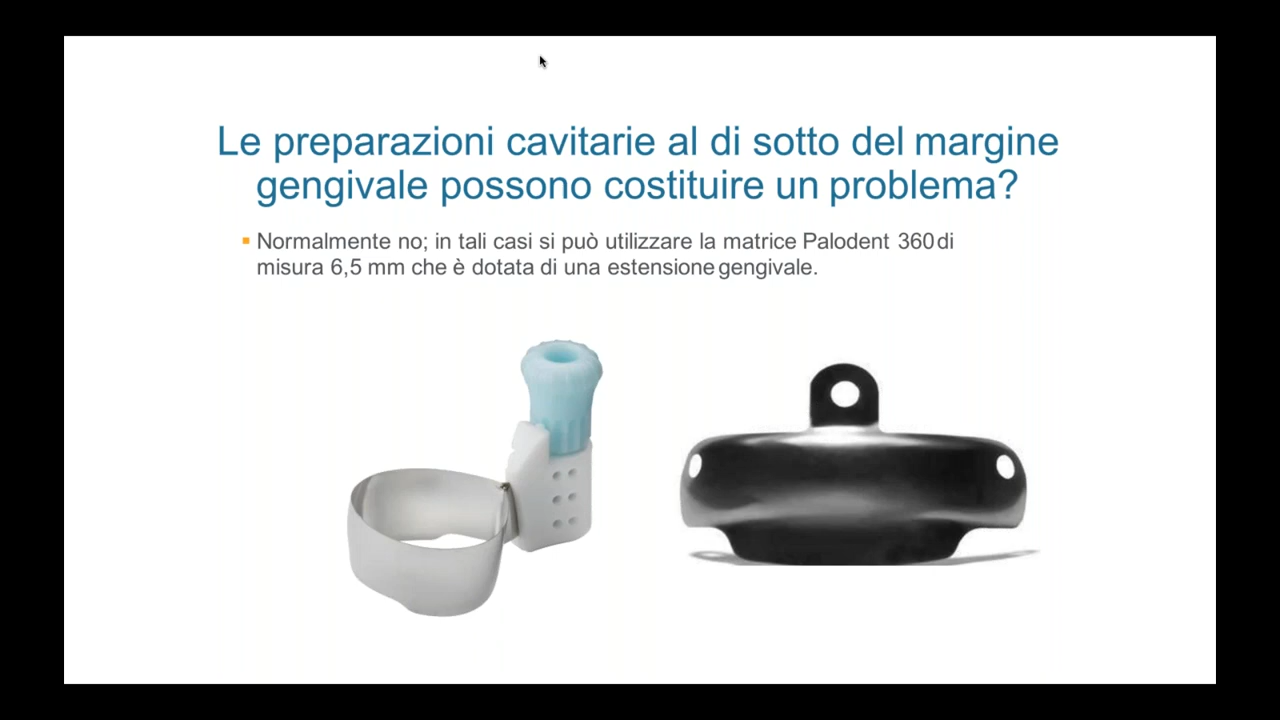 Le preparazioni cavitarie al di sotto del margine
gengivale possono costituire un problema?
Normalmente no; in tali casi si può utilizzare la matrice Palodent 360 di
misura 6,5 mm che è dotata di una estensione gengivale.